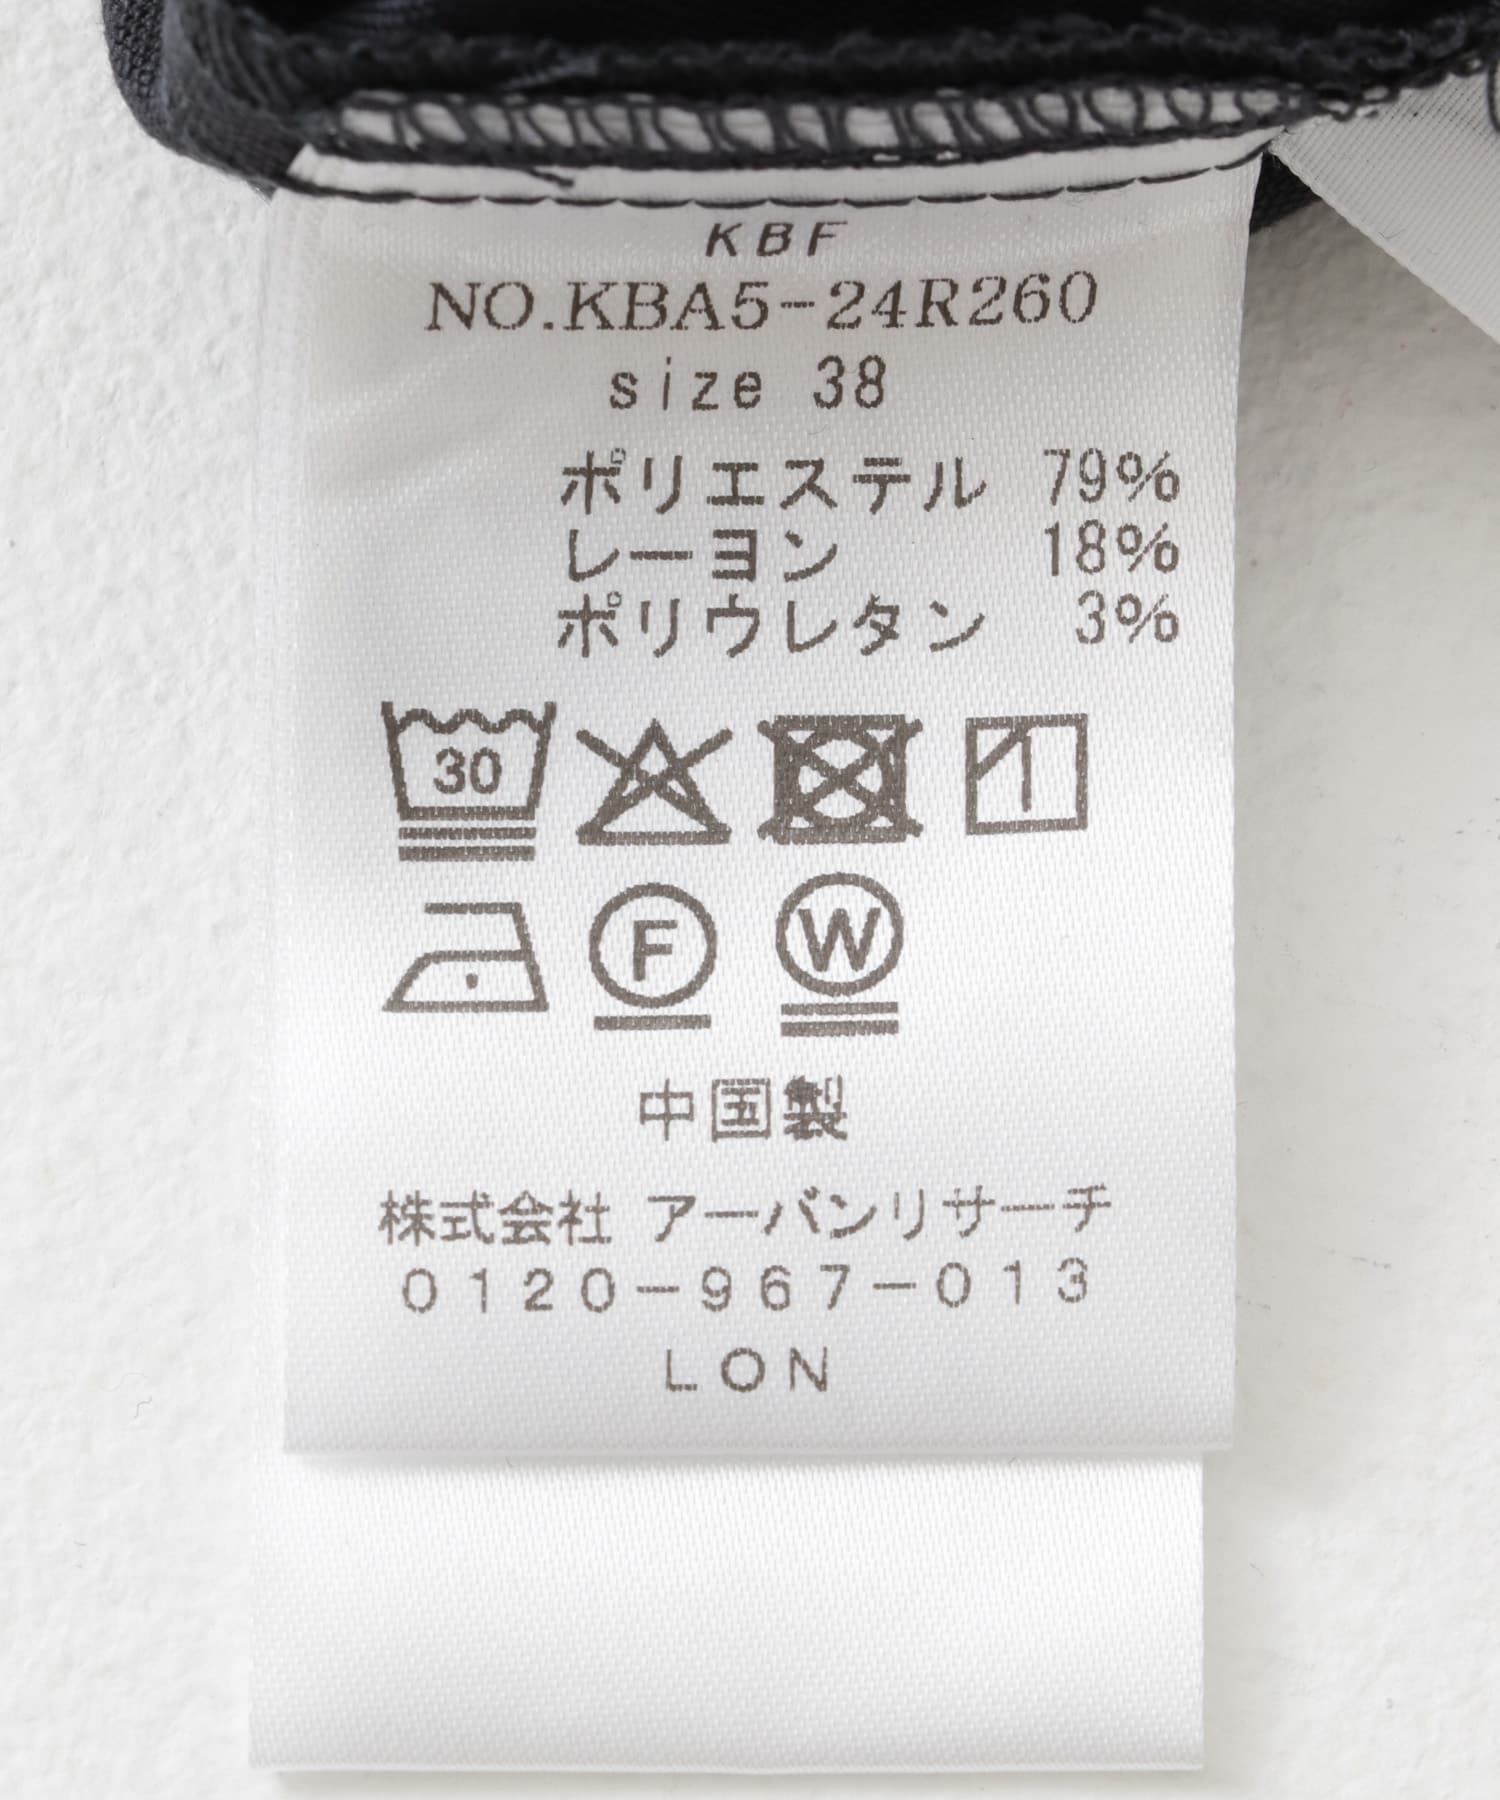 KBF
NO.KBA5-24R260
size 38
ポリエステル 79%
レーヨン 18%
ポリウレタン 3%
30
F W
中国製
株式会社 アーバンリサーチ
0120-967-013
LON